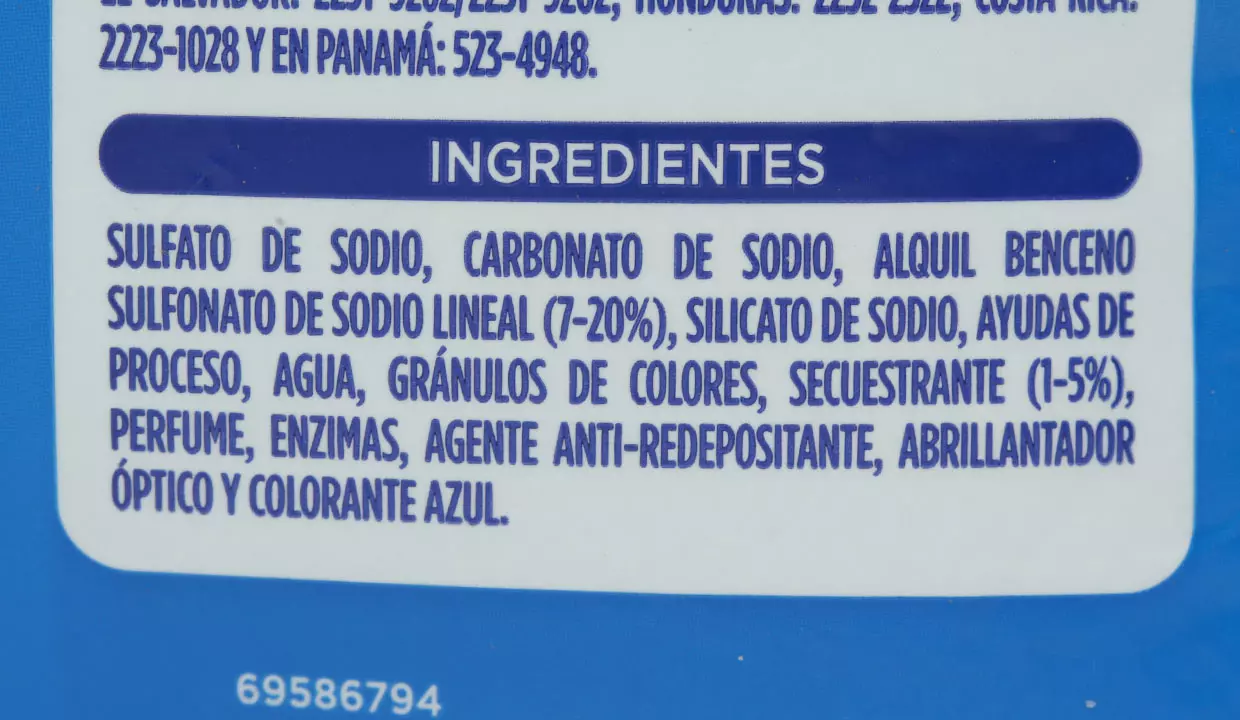 2223-1028 Y EN PANAMÁ: 523-4948.
INGREDIENTES
SULFATO DE SODIO, CARBONATO DE SODIO, ALQUIL BENCENO
SULFONATO DE SODIO LINEAL (7-20%), SILICATO DE SODIO, AYUDAS DE
PROCESO, AGUA, GRÁNULOS DE COLORES, SECUESTRANTE (1-5%),
PERFUME, ENZIMAS, AGENTE ANTI-REDEPOSITANTE, ABRILLANTADOR
ÓPTICO Y COLORANTE AZUL.
69586794